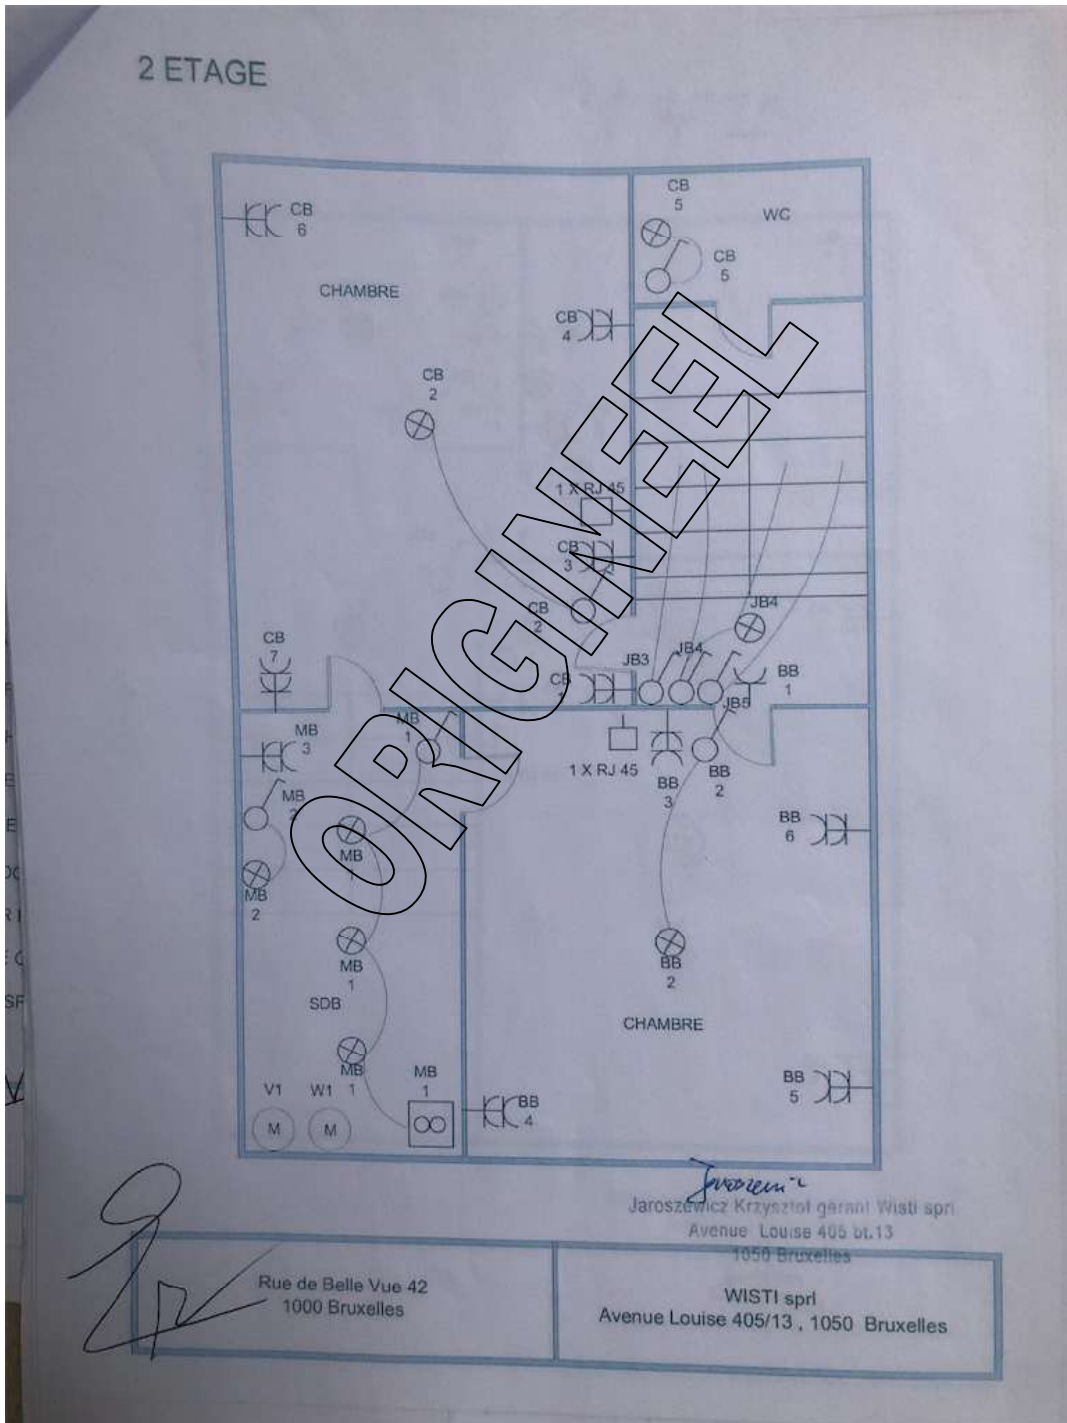 2 ETAGE
CB
6
CB
5
WC
CB
5
CHAMBRE
CB
4
CB
2
1 X RJ 45
CB
3
CB
2
JB4
CB
7
JB3
JB4
CB
BB
1
JB5
MB
1
MB
3
1 X RJ 45
BB
2
BB
3
MB
2
BB
6
MB
1
MB
2
MB
1
BB
2
SDB
CHAMBRE
MB
1
MB
1
V1
W1
M
M
BB
4
BB
5
ORIGINEEL
Jaroszewicz Krzysztof gérant Wisti sprl
Avenue Louise 405 bt.13
1050 Bruxelles
Rue de Belle Vue 42
1000 Bruxelles
WISTI sprl
Avenue Louise 405/13 , 1050 Bruxelles